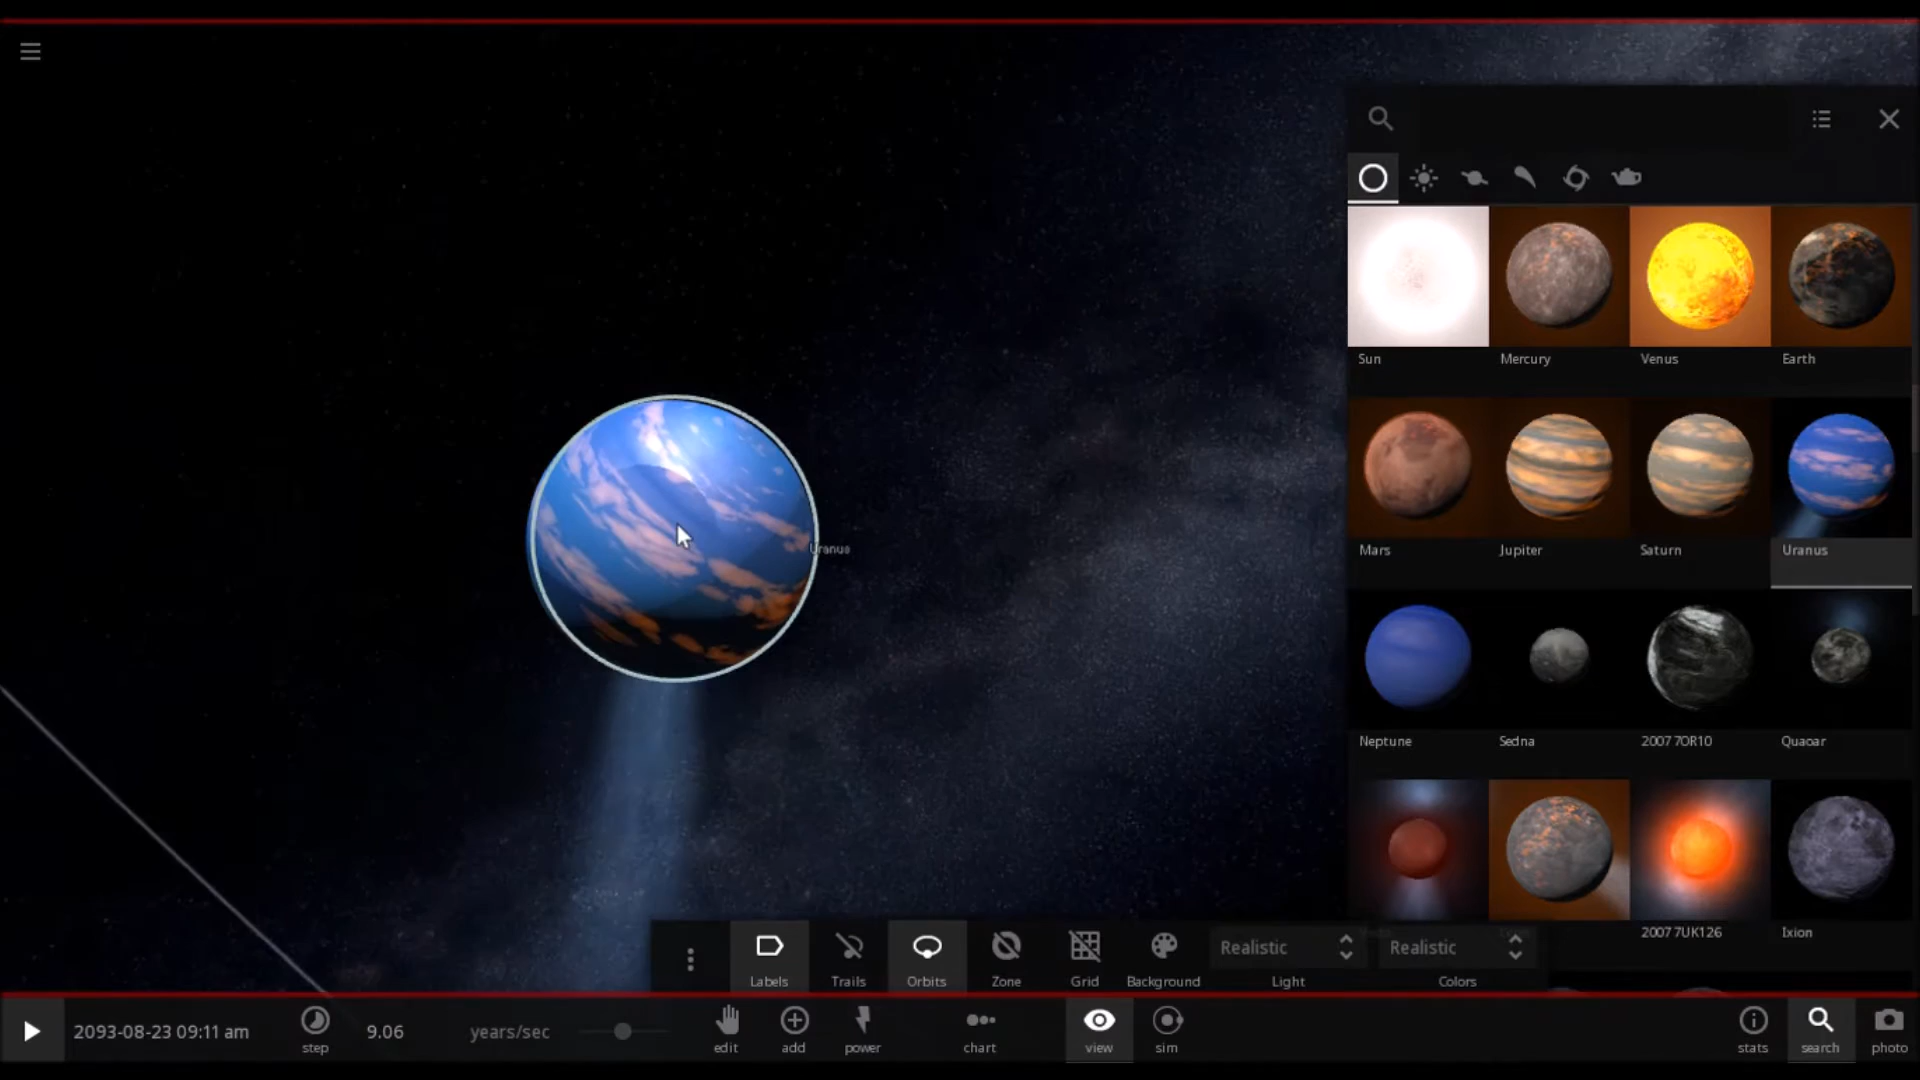 Sun Mercury Venus Earth
Mars Jupiter Saturn Uranus
Uranus
Neptune Sedna 2007 7OR10 Quaoar
2007 7UK126 Ixion
Realistic Realistic
Labels Trails Orbits Zone Grid Background Light Colors
2093-08-23 09:11 am 9.06 years/sec
step edit add power chart view sim stats search photo